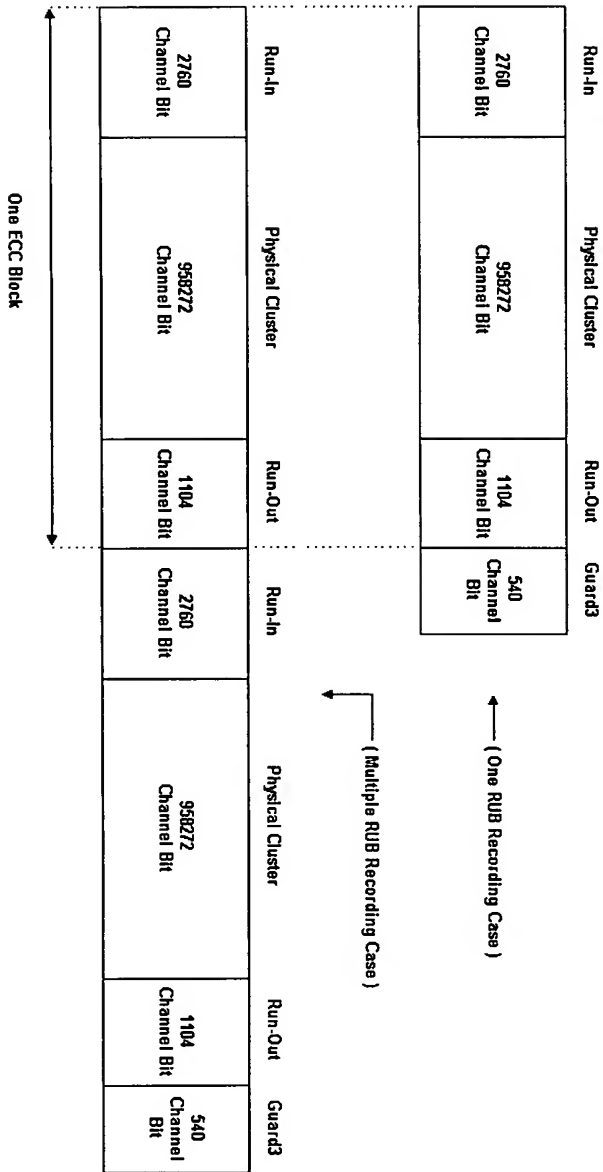 Run-In
Physical Cluster
Run-Out
Guard3
2760
Channel Bit
958272
Channel Bit
1104
Channel Bit
540
Channel
Bit
( One RUB Recording Case )
( Multiple RUB Recording Case )
Run-In
Physical Cluster
Run-Out
Run-In
Physical Cluster
Run-Out
Guard3
2760
Channel Bit
958272
Channel Bit
1104
Channel Bit
2760
Channel Bit
958272
Channel Bit
1104
Channel Bit
540
Channel
Bit
One ECC Block